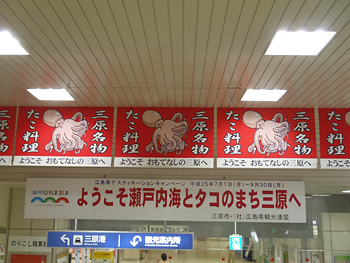 三原名物
たこ料理
ようこそ おもてなしの三原へ
三原名物
たこ料理
ようこそ おもてなしの三原へ
三原名物
たこ料理
ようこそ おもてなしの三原へ
広島県デスティネーションキャンペーン 平成25年7月1日(月)〜9月30日(月)
ようこそ瀬戸内海とタコのまち三原へ
三原市・(社)広島県観光連盟
のりこし精算
三原港
観光案内所